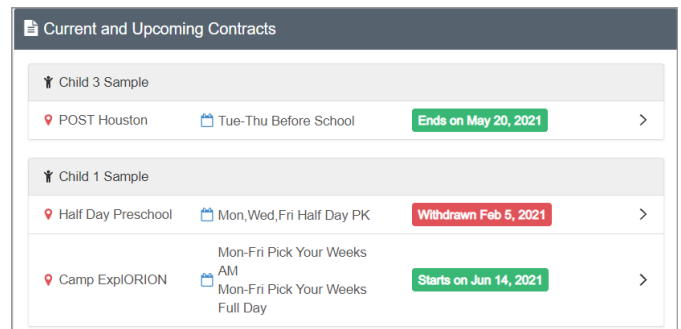 Current and Upcoming Contracts
Child 3 Sample
POST Houston Tue-Thu Before School Ends on May 20, 2021
Child 1 Sample
Half Day Preschool Mon,Wed,Fri Half Day PK Withdrawn Feb 5, 2021
Mon-Fri Pick Your Weeks
AM
Camp ExplORION Starts on Jun 14, 2021
Mon-Fri Pick Your Weeks
Full Day